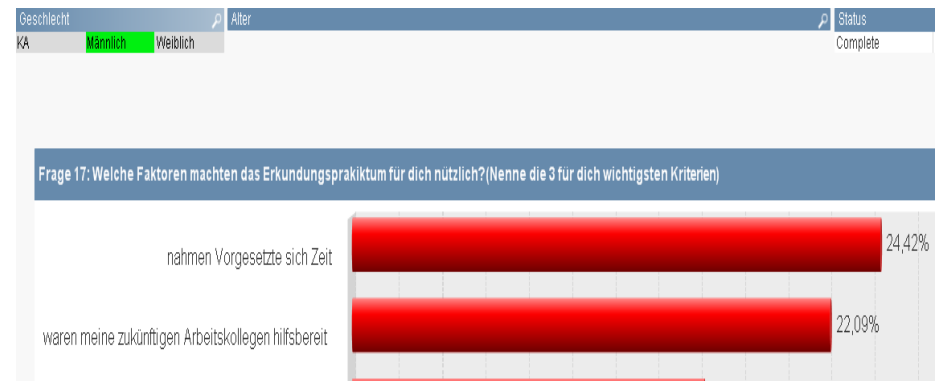 Geschlecht Alter Status
KA Männlich Weiblich Complete
Frage 17: Welche Faktoren machten das Erkundungsprakiktum für dich nützlich?(Nenne die 3 für dich wichtigsten Kriterien)
nahmen Vorgesetzte sich Zeit 24,42%
waren meine zukünftigen Arbeitskollegen hilfsbereit 22,09%